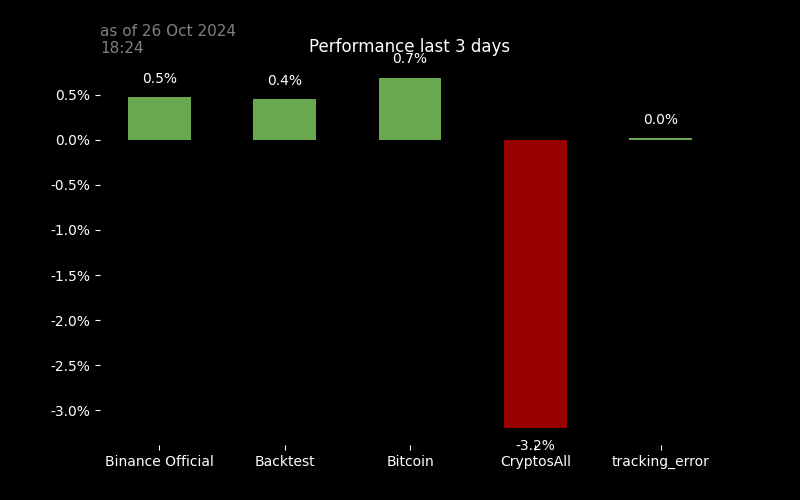 as of 26 Oct 2024
18:24
Performance last 3 days
0.5%
0.4%
0.7%
-3.2%
0.0%
0.5%
0.0%
-0.5%
-1.0%
-1.5%
-2.0%
-2.5%
-3.0%
Binance Official
Backtest
Bitcoin
CryptosAll
tracking_error